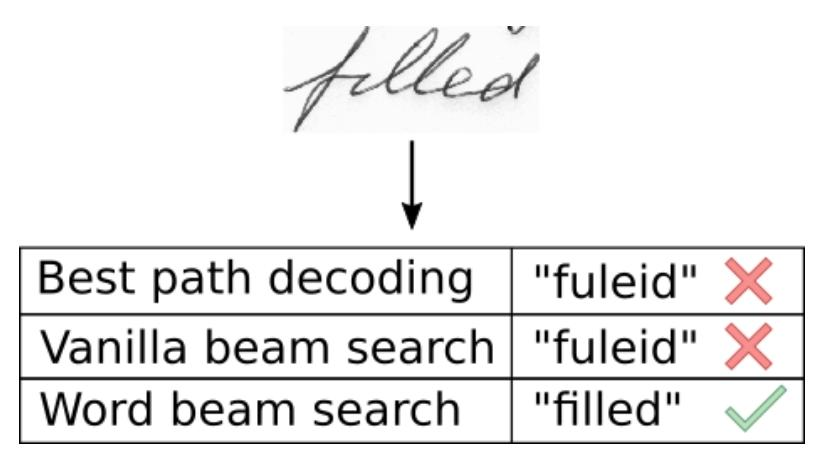 filled
Best path decoding "fuleid"
Vanilla beam search "fuleid"
Word beam search "filled"